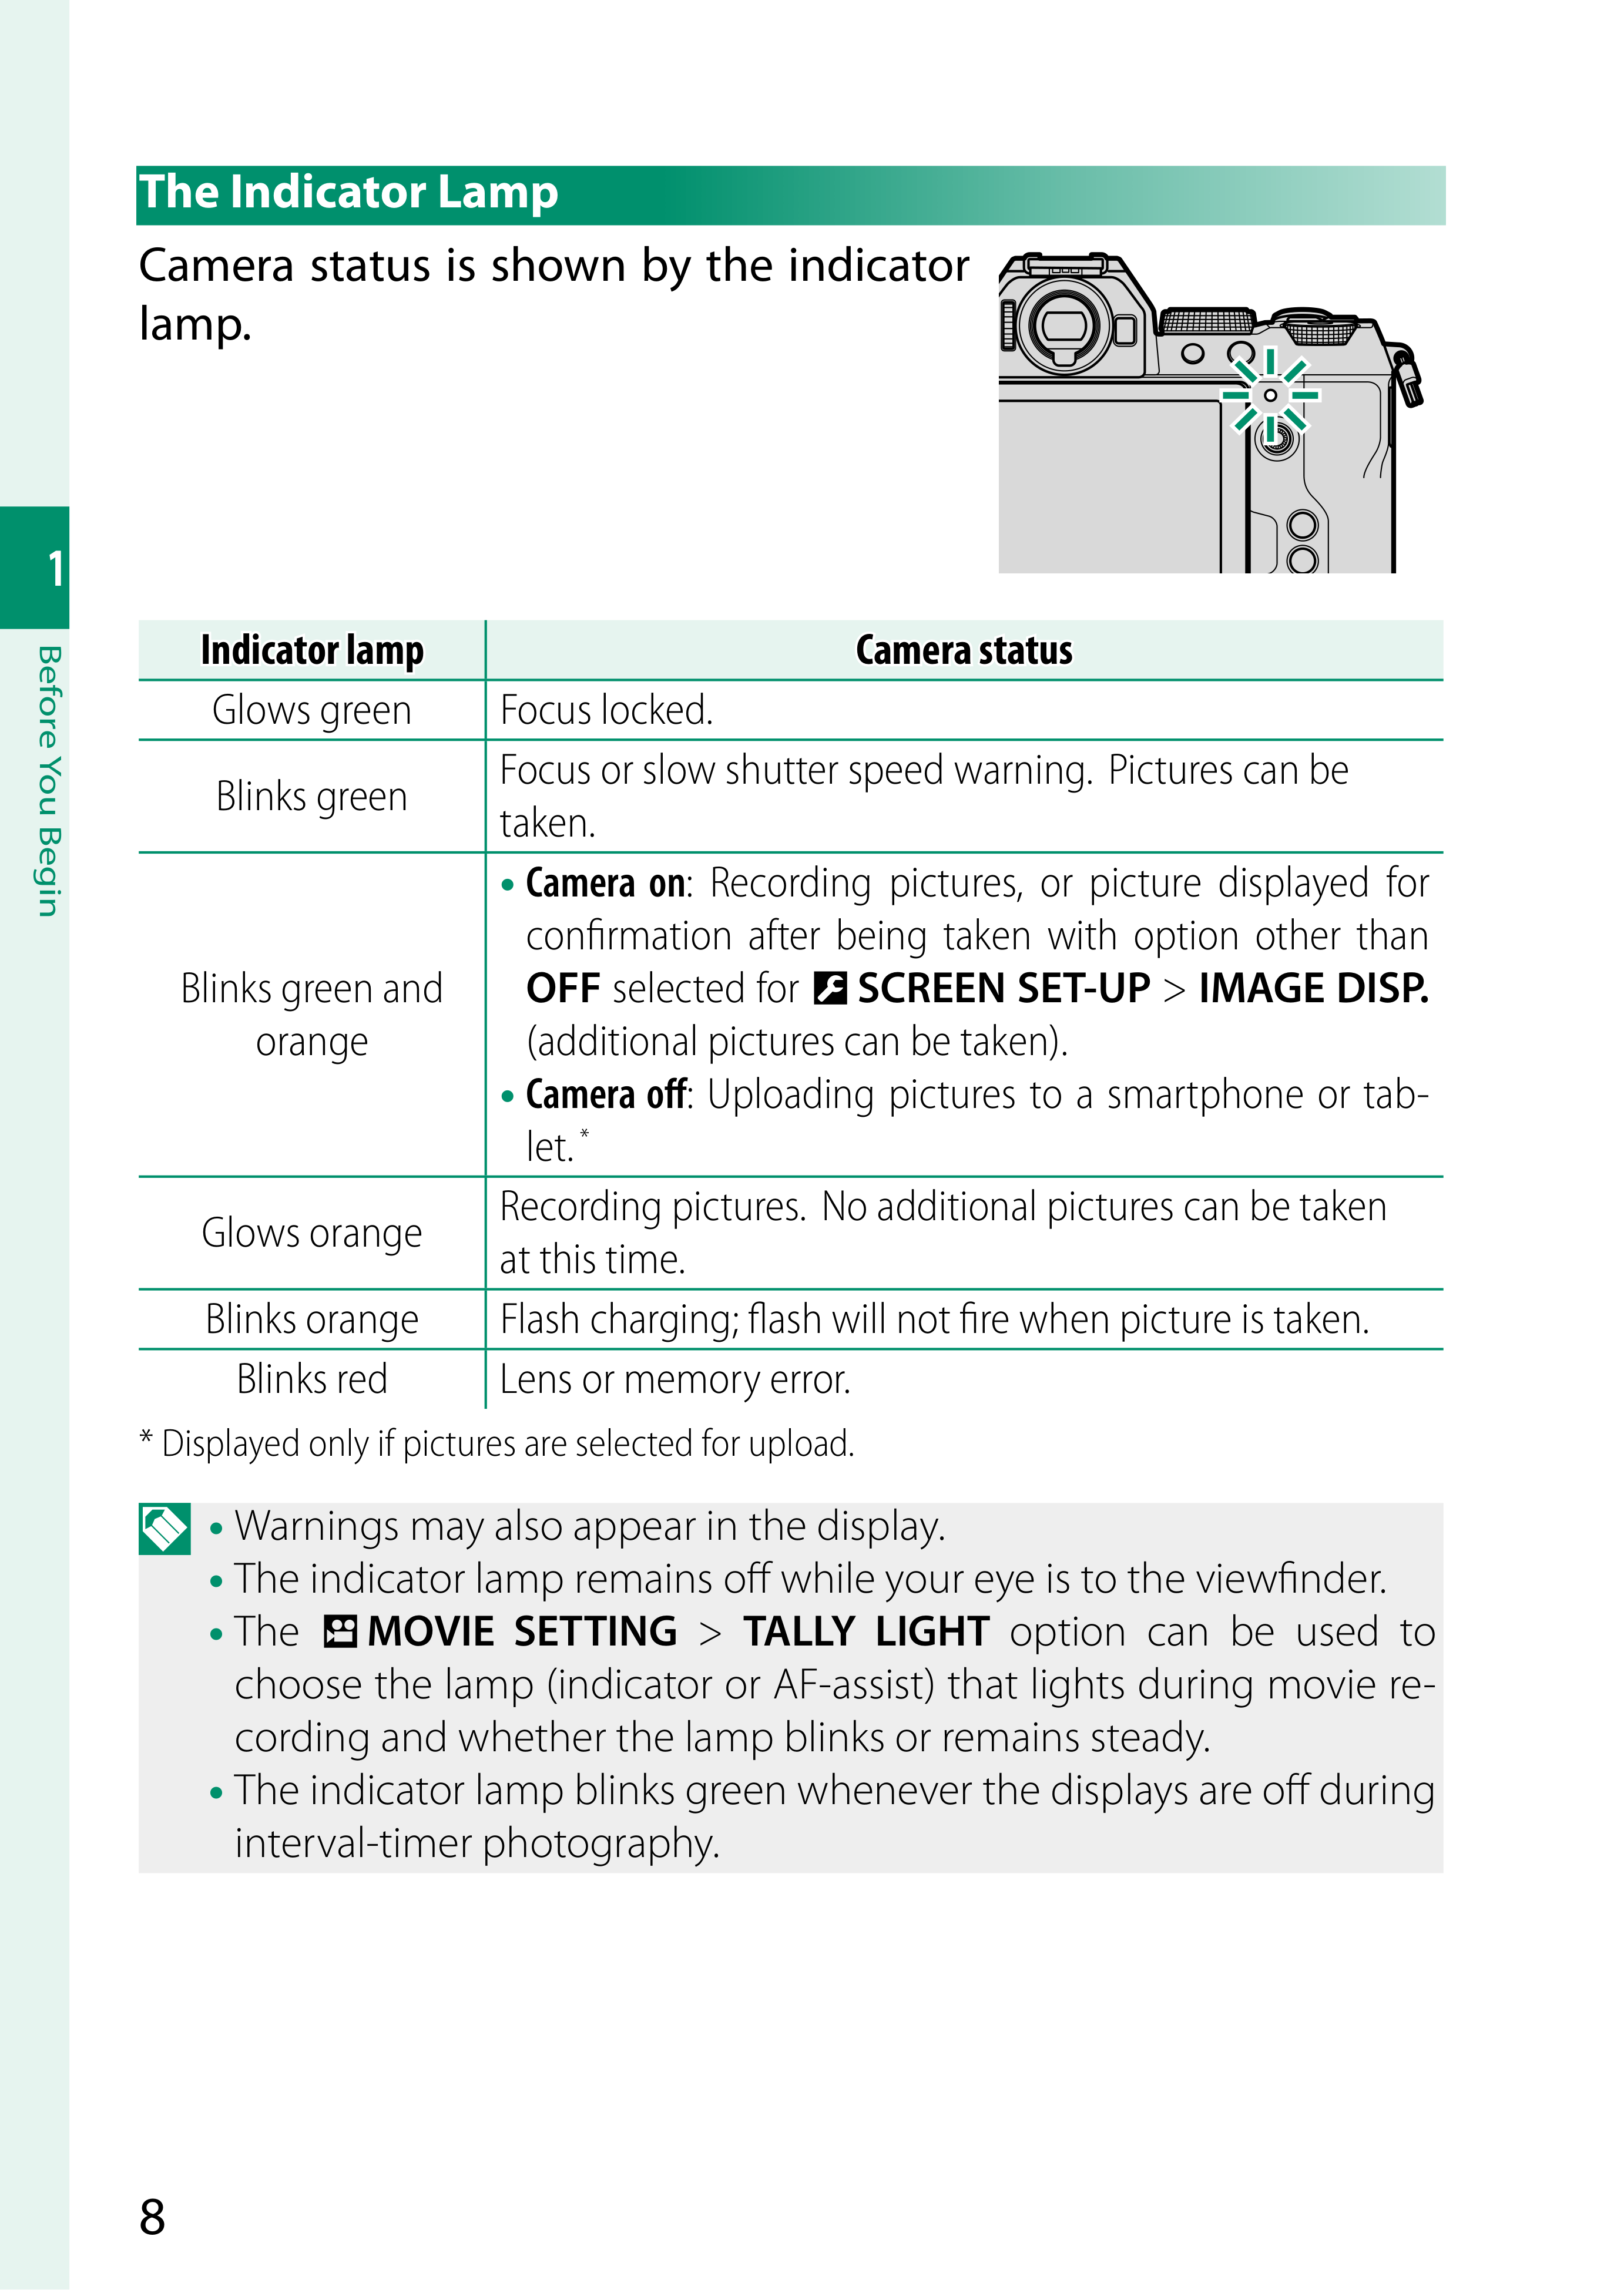 The Indicator Lamp
Camera status is shown by the indicator
lamp.
1
Before You Begin
Indicator lamp Camera status
Glows green Focus locked.
Blinks green Focus or slow shutter speed warning. Pictures can be
taken.
Blinks green and
orange
• Camera on: Recording pictures, or picture displayed for
confirmation after being taken with option other than
OFF selected for SCREEN SET-UP > IMAGE DISP.
(additional pictures can be taken).
• Camera off: Uploading pictures to a smartphone or tab-
let.*
Glows orange Recording pictures. No additional pictures can be taken
at this time.
Blinks orange Flash charging; flash will not fire when picture is taken.
Blinks red Lens or memory error.
* Displayed only if pictures are selected for upload.
• Warnings may also appear in the display.
• The indicator lamp remains off while your eye is to the viewfinder.
• The MOVIE SETTING > TALLY LIGHT option can be used to
choose the lamp (indicator or AF-assist) that lights during movie re-
cording and whether the lamp blinks or remains steady.
• The indicator lamp blinks green whenever the displays are off during
interval-timer photography.
8